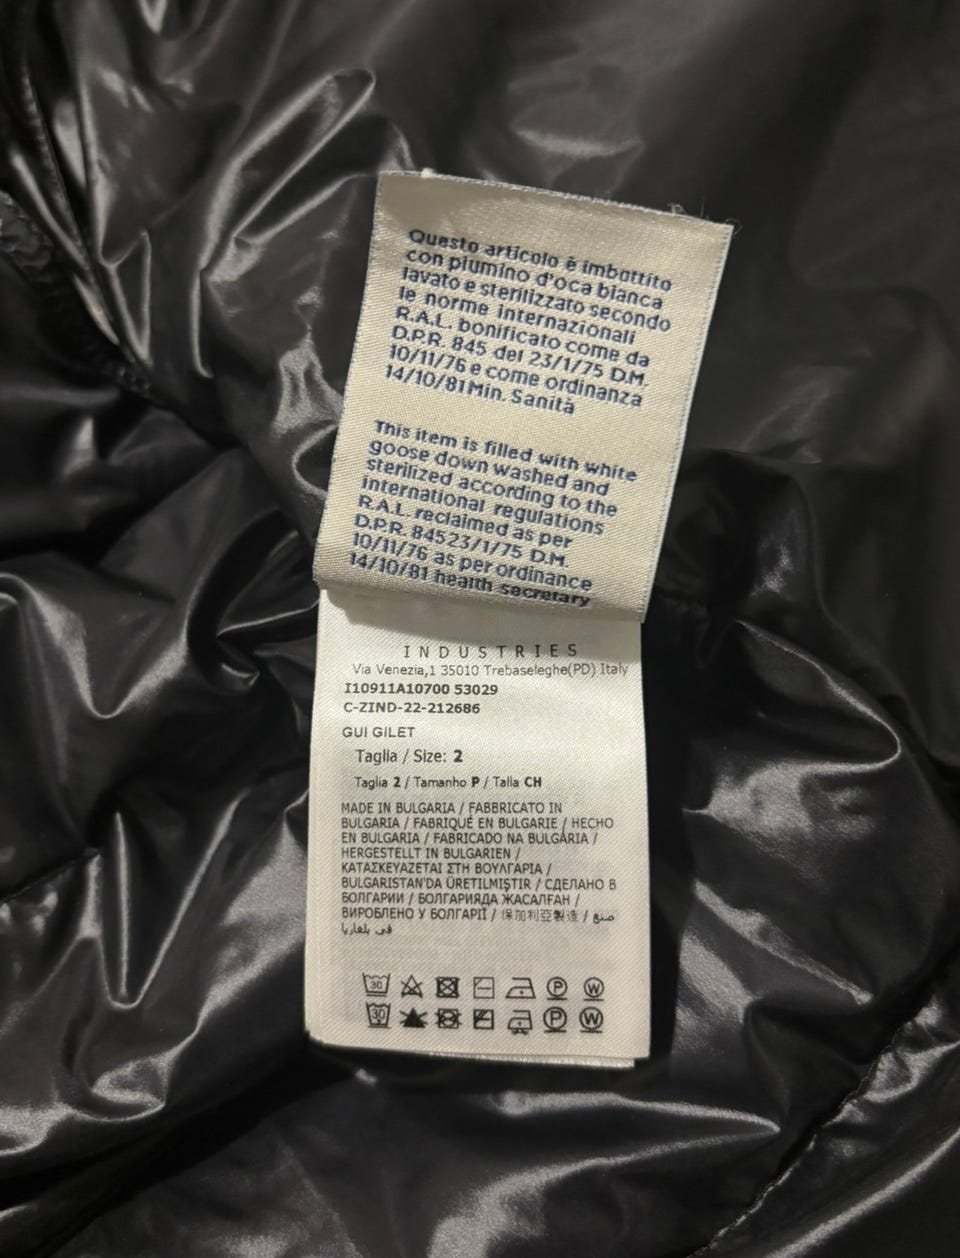 Questo articolo è imbottito
con piumino d'oca bianca
lavato e sterilizzato secondo
le norme internazionali
R.A.L. bonificato come da
D.P.R. 845 del 23/1/75 D.M.
10/11/76 e come ordinanza
14/10/81 Min. Sanità
This item is filled with white
goose down washed and
sterilized according to the
international regulations
R.A.L. reclaimed as per
D.P.R. 84523/1/75 D.M.
10/11/76 as per ordinance
14/10/81 health Secretary
INDUSTRIES
Via Venezia,1 35010 Trebaseleghe(PD) Italy
I10911A10700 53029
C-ZIND-22-212686
GUI GILET
Taglia / Size: 2
Taglia 2 / Tamanho P / Talla CH
MADE IN BULGARIA / FABBRICATO IN
BULGARIA / FABRIQUÉ EN BULGARIE / HECHO
EN BULGARIA / FABRICADO NA BULGARIA /
HERGESTELLT IN BULGARIEN /
ΚΑΤΑΣΚΕΥΑΖΕΤΑΙ ΣΤΗ ΒΟΥΛΓΑΡΙΑ /
BULGARISTAN'DA ÜRETILMIŞTIR / СДЕЛАНО В
БОЛГАРИИ / БОЛГАРИЯДА ЖАСАЛҒАН /
ВИРОБЛЕНО У БОЛГАРІЇ / 保加利亞製造 / صنع
في بلغاريا
30 P W
30 P W